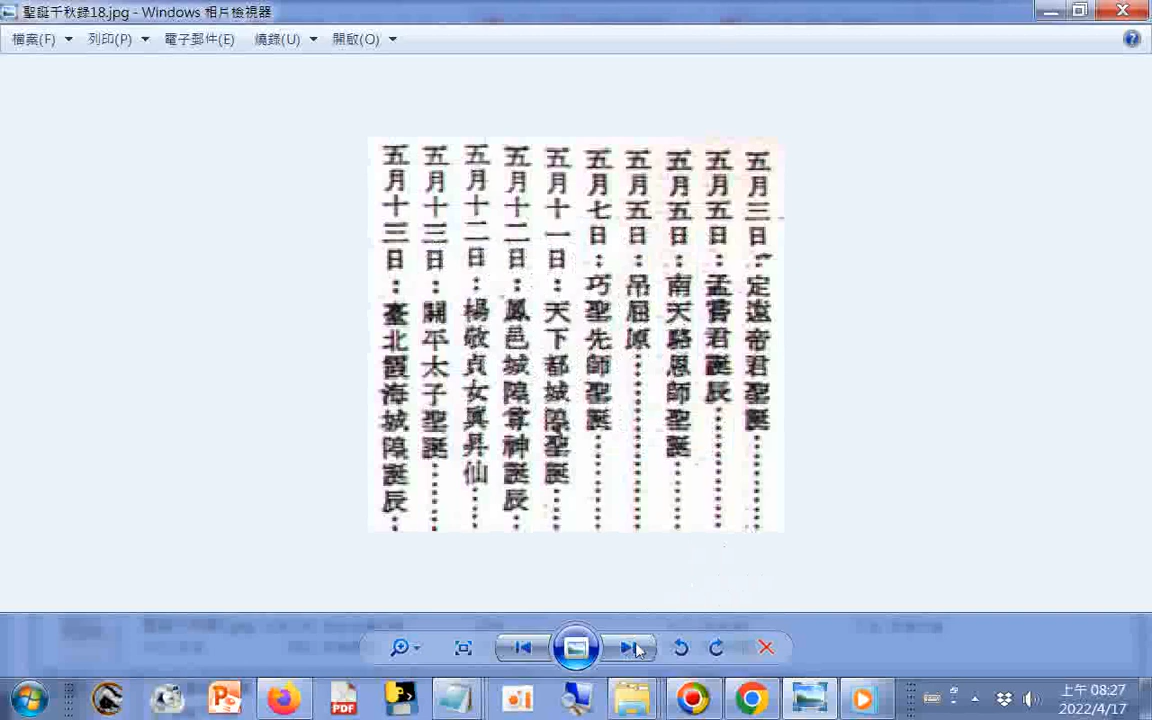 聖誕千秋錄18.jpg - Windows 相片檢視器
檔案(F) 列印(P) 電子郵件(E) 燒錄(U) 開啟(O)
五月三日：定遠帝君聖誕
五月五日：孟嘗君誕辰
五月五日：南天駱恩師聖誕
五月五日：吊屈原
五月七日：巧聖先師聖誕
五月十一日：天下都城隍聖誕
五月十二日：鳳邑城隍尊神誕辰
五月十二日：楊敬貞女眞昇仙
五月十三日：關平太子聖誕
五月十三日：臺北霞海城隍誕辰
上午 08:27
2022/4/17